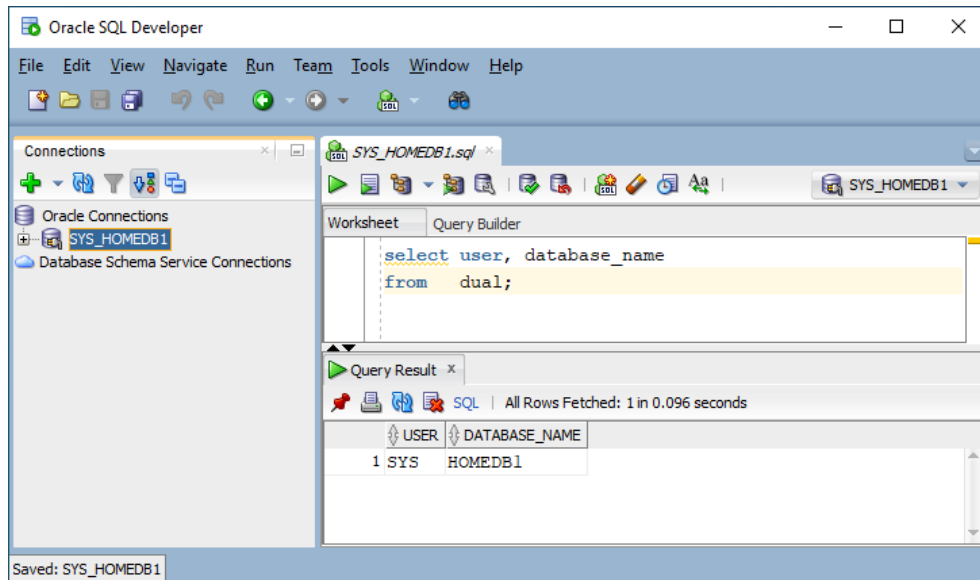 Oracle SQL Developer
File Edit View Navigate Run Team Tools Window Help
Connections
Oracle Connections
SYS_HOMEDB1
Database Schema Service Connections
SYS_HOMEDB1.sql
SYS_HOMEDB1
Worksheet Query Builder
select user, database_name
from   dual;
Query Result
SQL | All Rows Fetched: 1 in 0.096 seconds
USER DATABASE_NAME
1 SYS HOMEDB1
Saved: SYS_HOMEDB1